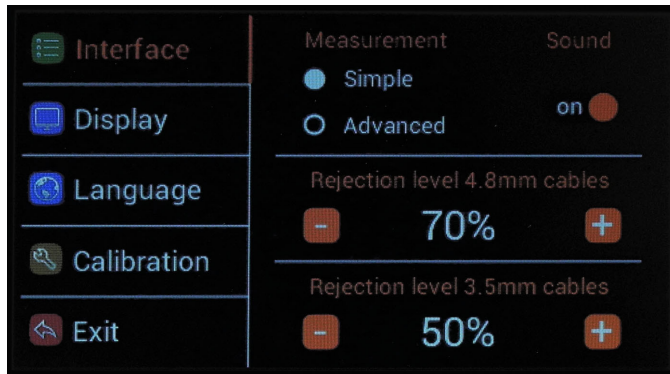 Interface
Display
Language
Calibration
Exit
Measurement
Simple
Advanced
Sound
on
Rejection level 4.8mm cables
- 70% +
Rejection level 3.5mm cables
- 50% +